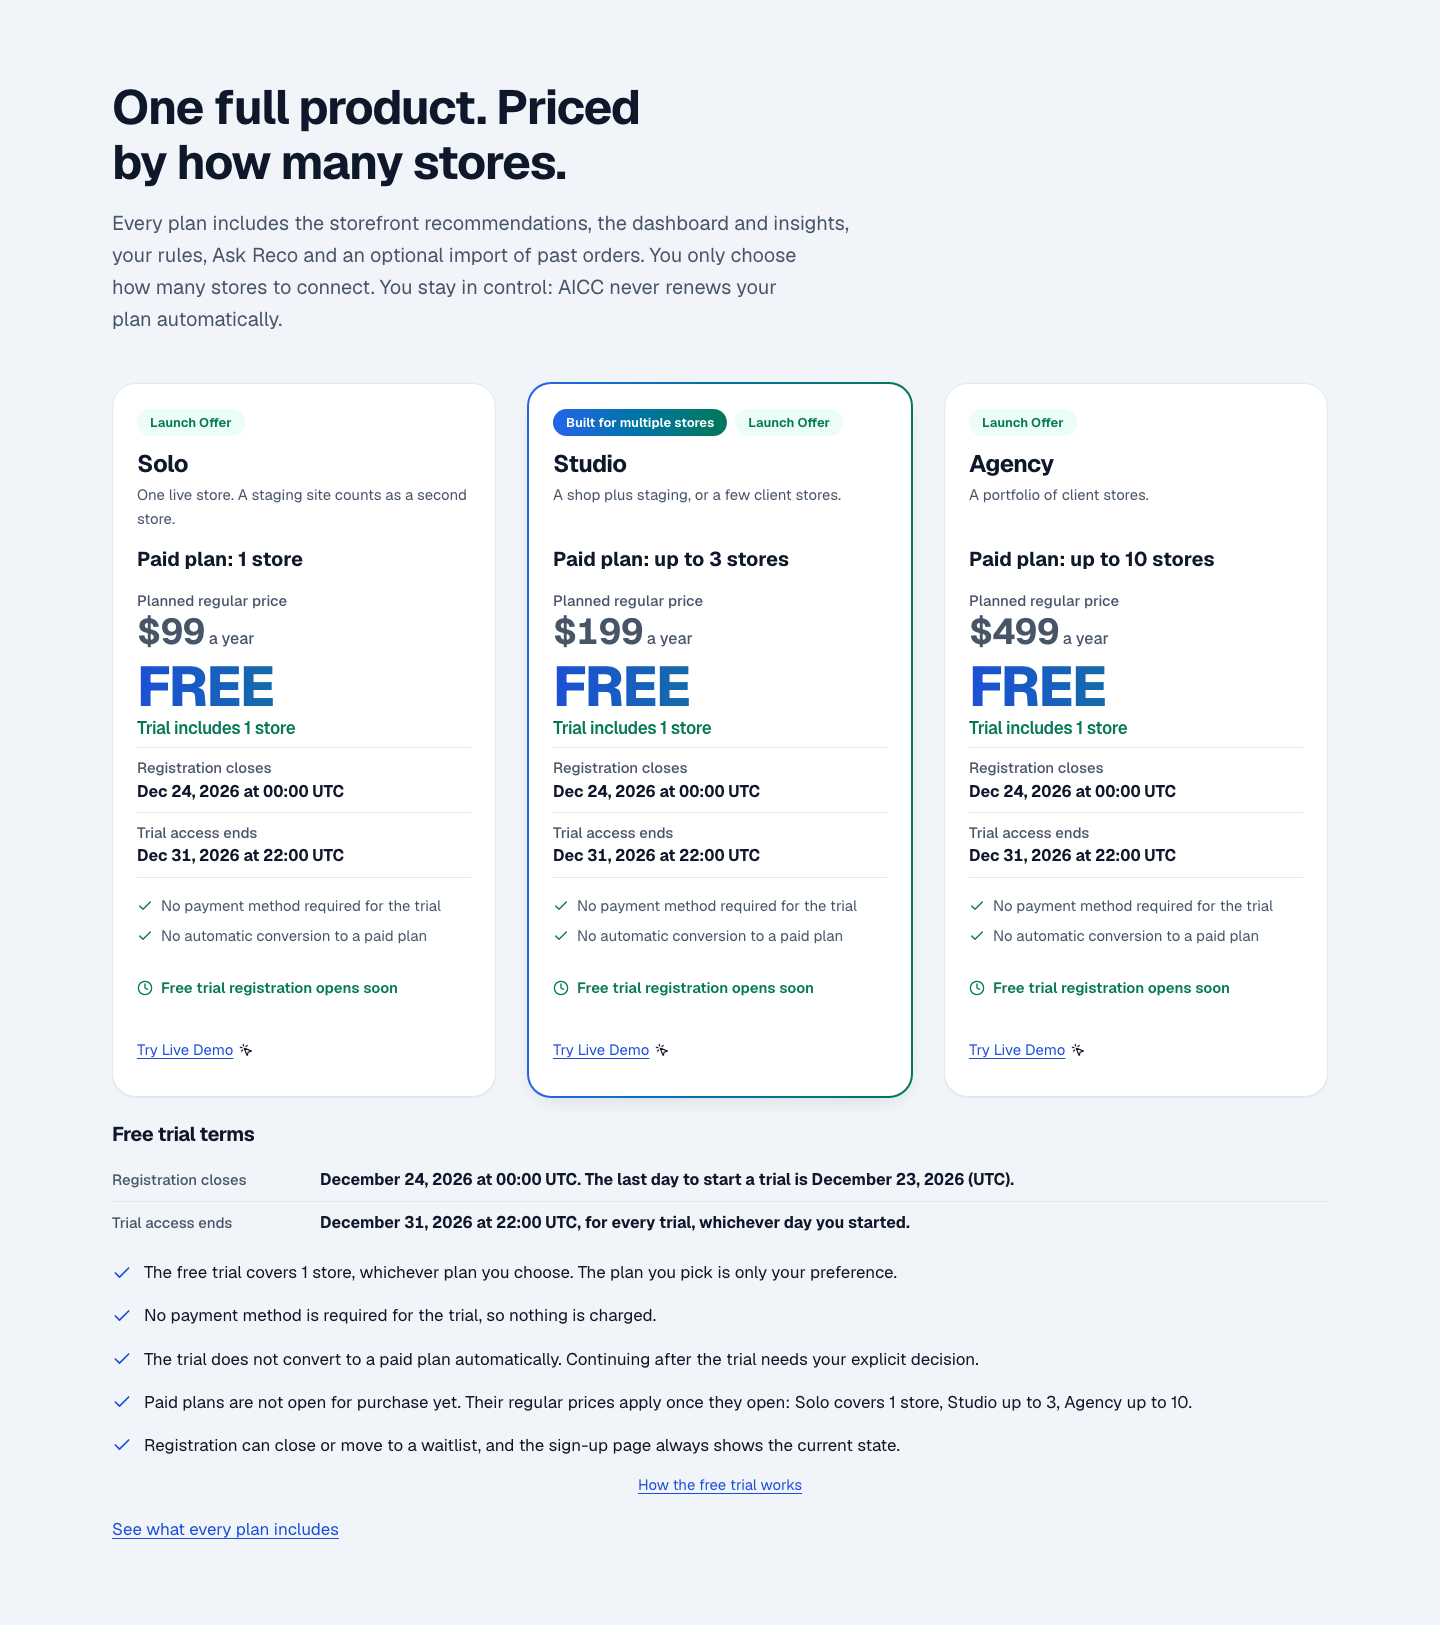 One full product. Priced
by how many stores.
Every plan includes the storefront recommendations, the dashboard and insights,
your rules, Ask Reco and an optional import of past orders. You only choose
how many stores to connect. You stay in control: AICC never renews your
plan automatically.
Launch Offer
Solo
One live store. A staging site counts as a second
store.
Paid plan: 1 store
Planned regular price
$99 a year
FREE
Trial includes 1 store
Registration closes
Dec 24, 2026 at 00:00 UTC
Trial access ends
Dec 31, 2026 at 22:00 UTC
No payment method required for the trial
No automatic conversion to a paid plan
Free trial registration opens soon
Try Live Demo
Built for multiple stores
Launch Offer
Studio
A shop plus staging, or a few client stores.
Paid plan: up to 3 stores
Planned regular price
$199 a year
FREE
Trial includes 1 store
Registration closes
Dec 24, 2026 at 00:00 UTC
Trial access ends
Dec 31, 2026 at 22:00 UTC
No payment method required for the trial
No automatic conversion to a paid plan
Free trial registration opens soon
Try Live Demo
Launch Offer
Agency
A portfolio of client stores.
Paid plan: up to 10 stores
Planned regular price
$499 a year
FREE
Trial includes 1 store
Registration closes
Dec 24, 2026 at 00:00 UTC
Trial access ends
Dec 31, 2026 at 22:00 UTC
No payment method required for the trial
No automatic conversion to a paid plan
Free trial registration opens soon
Try Live Demo
Free trial terms
Registration closes December 24, 2026 at 00:00 UTC. The last day to start a trial is December 23, 2026 (UTC).
Trial access ends December 31, 2026 at 22:00 UTC, for every trial, whichever day you started.
The free trial covers 1 store, whichever plan you choose. The plan you pick is only your preference.
No payment method is required for the trial, so nothing is charged.
The trial does not convert to a paid plan automatically. Continuing after the trial needs your explicit decision.
Paid plans are not open for purchase yet. Their regular prices apply once they open: Solo covers 1 store, Studio up to 3, Agency up to 10.
Registration can close or move to a waitlist, and the sign-up page always shows the current state.
How the free trial works
See what every plan includes